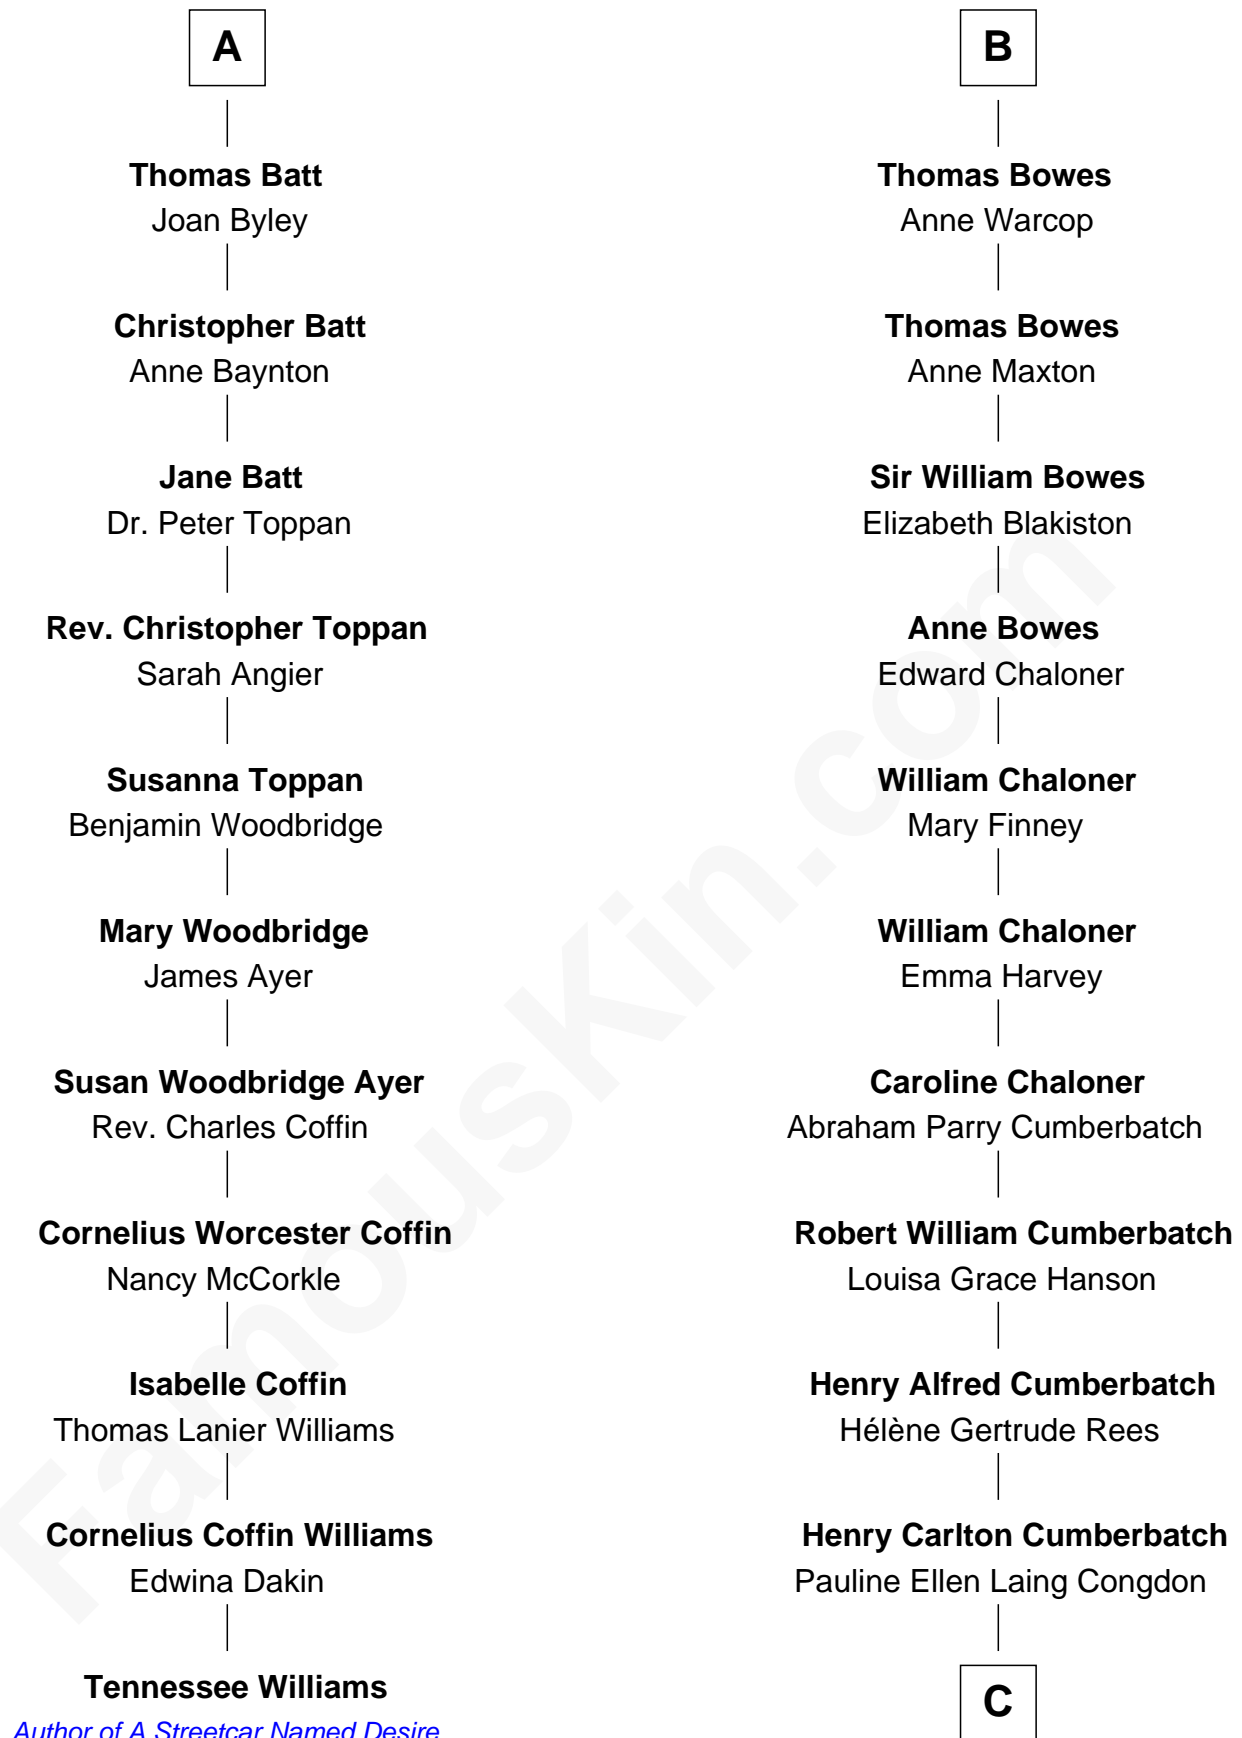 A
Thomas Batt
Joan Byley
Christopher Batt
Anne Baynton
Jane Batt
Dr. Peter Toppan
Rev. Christopher Toppan
Sarah Angier
Susanna Toppan
Benjamin Woodbridge
Mary Woodbridge
James Ayer
Susan Woodbridge Ayer
Rev. Charles Coffin
Cornelius Worcester Coffin
Nancy McCorkle
Isabelle Coffin
Thomas Lanier Williams
Cornelius Coffin Williams
Edwina Dakin
Tennessee Williams
Author of A Streetcar Named Desire
B
Thomas Bowes
Anne Warcop
Thomas Bowes
Anne Maxton
Sir William Bowes
Elizabeth Blakiston
Anne Bowes
Edward Chaloner
William Chaloner
Mary Finney
William Chaloner
Emma Harvey
Caroline Chaloner
Abraham Parry Cumberbatch
Robert William Cumberbatch
Louisa Grace Hanson
Henry Alfred Cumberbatch
Hélène Gertrude Rees
Henry Carlton Cumberbatch
Pauline Ellen Laing Congdon
C
FamousKin.com